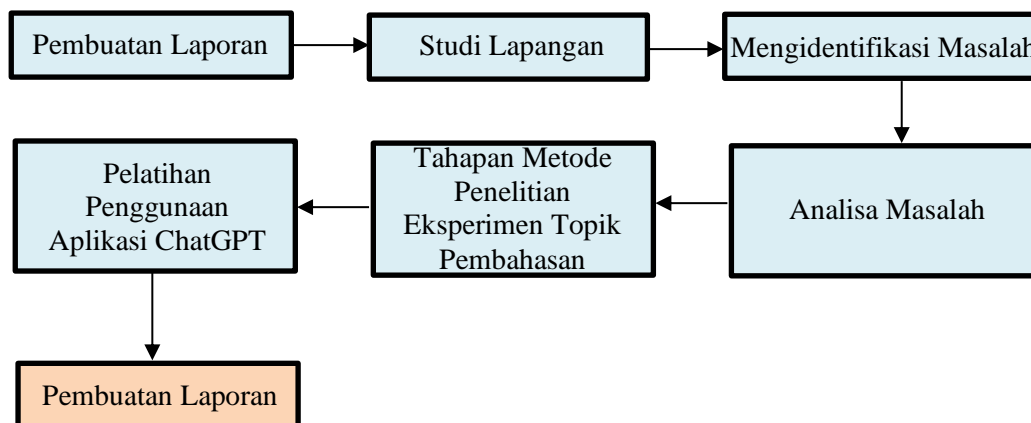 Pembuatan Laporan
Studi Lapangan
Mengidentifikasi Masalah
Analisa Masalah
Tahapan Metode
Penelitian
Eksperimen Topik
Pembahasan
Pelatihan
Penggunaan
Aplikasi ChatGPT
Pembuatan Laporan